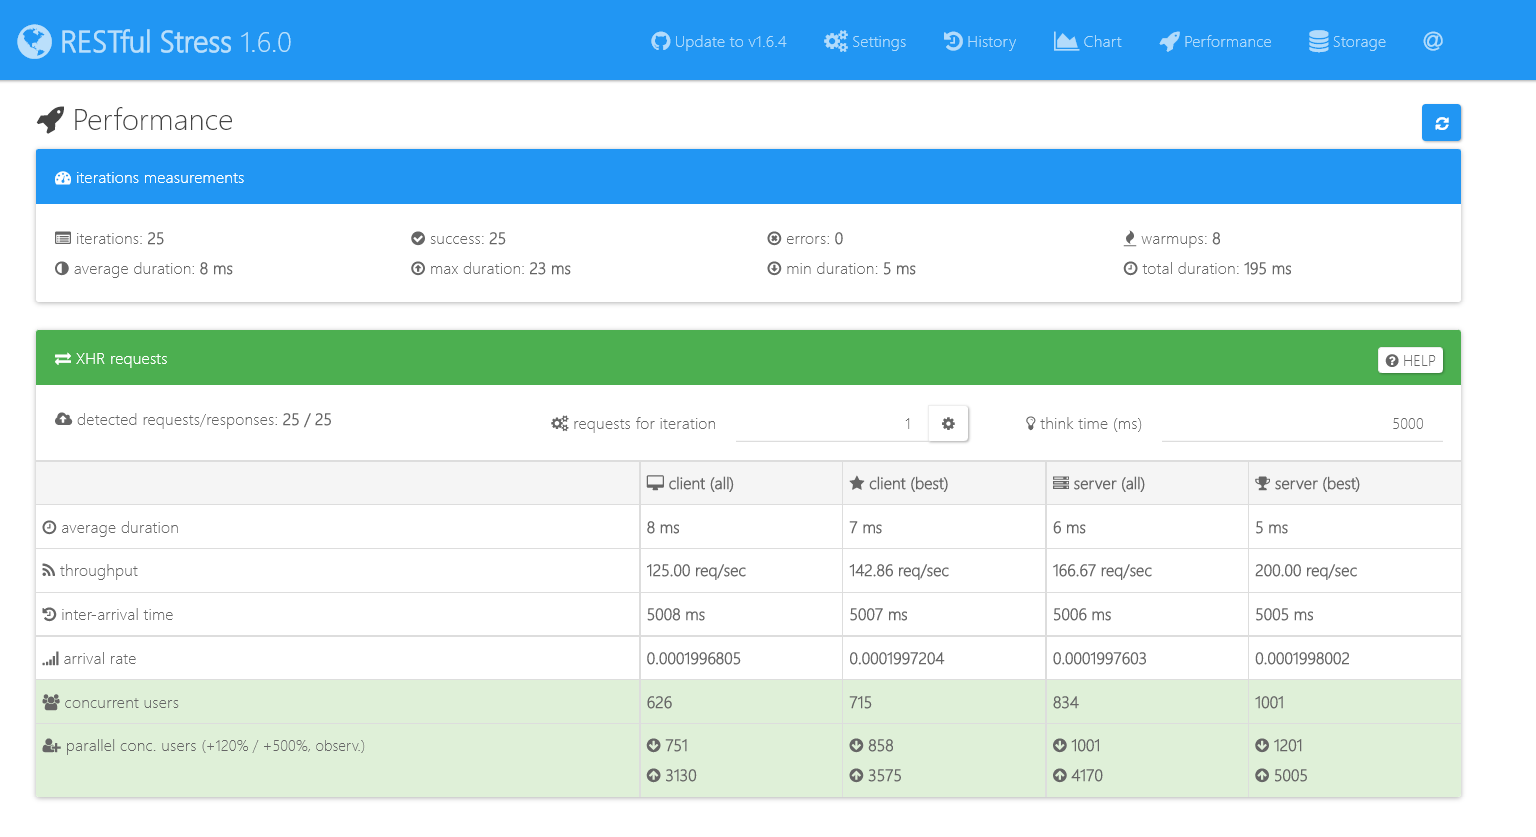 RESTful Stress 1.6.0 Update to v1.6.4 Settings History Chart Performance Storage @
Performance
iterations measurements
iterations: 25 success: 25 errors: 0 warmups: 8
average duration: 8 ms max duration: 23 ms min duration: 5 ms total duration: 195 ms
XHR requests HELP
detected requests/responses: 25 / 25 requests for iteration 1 think time (ms) 5000
client (all) client (best) server (all) server (best)
average duration 8 ms 7 ms 6 ms 5 ms
throughput 125.00 req/sec 142.86 req/sec 166.67 req/sec 200.00 req/sec
inter-arrival time 5008 ms 5007 ms 5006 ms 5005 ms
arrival rate 0.0001996805 0.0001997204 0.0001997603 0.0001998002
concurrent users 626 715 834 1001
parallel conc. users (+120% / +500%, observ.) 751 858 1001 1201
3130 3575 4170 5005